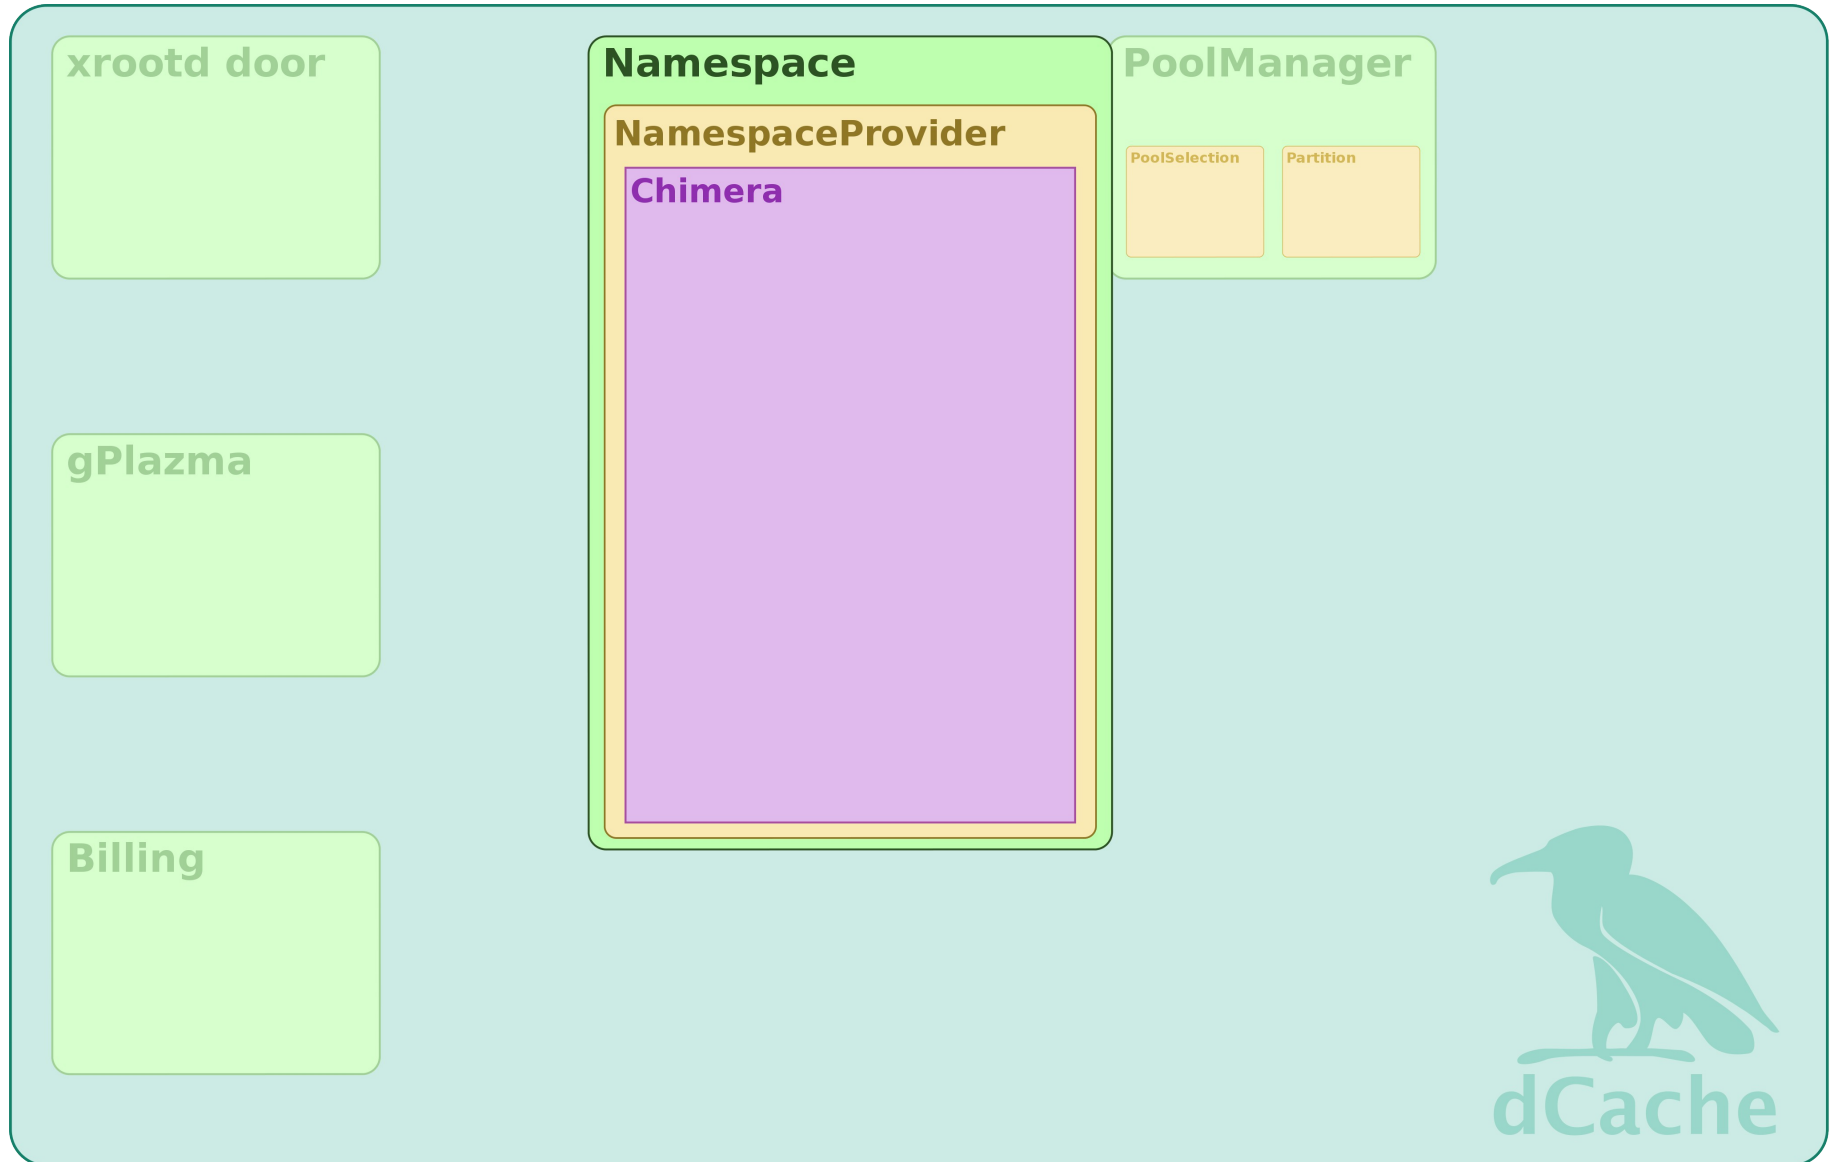 xrootd door
Namespace
PoolManager
NamespaceProvider
PoolSelection
Partition
Chimera
gPlazma
Billing
dCache